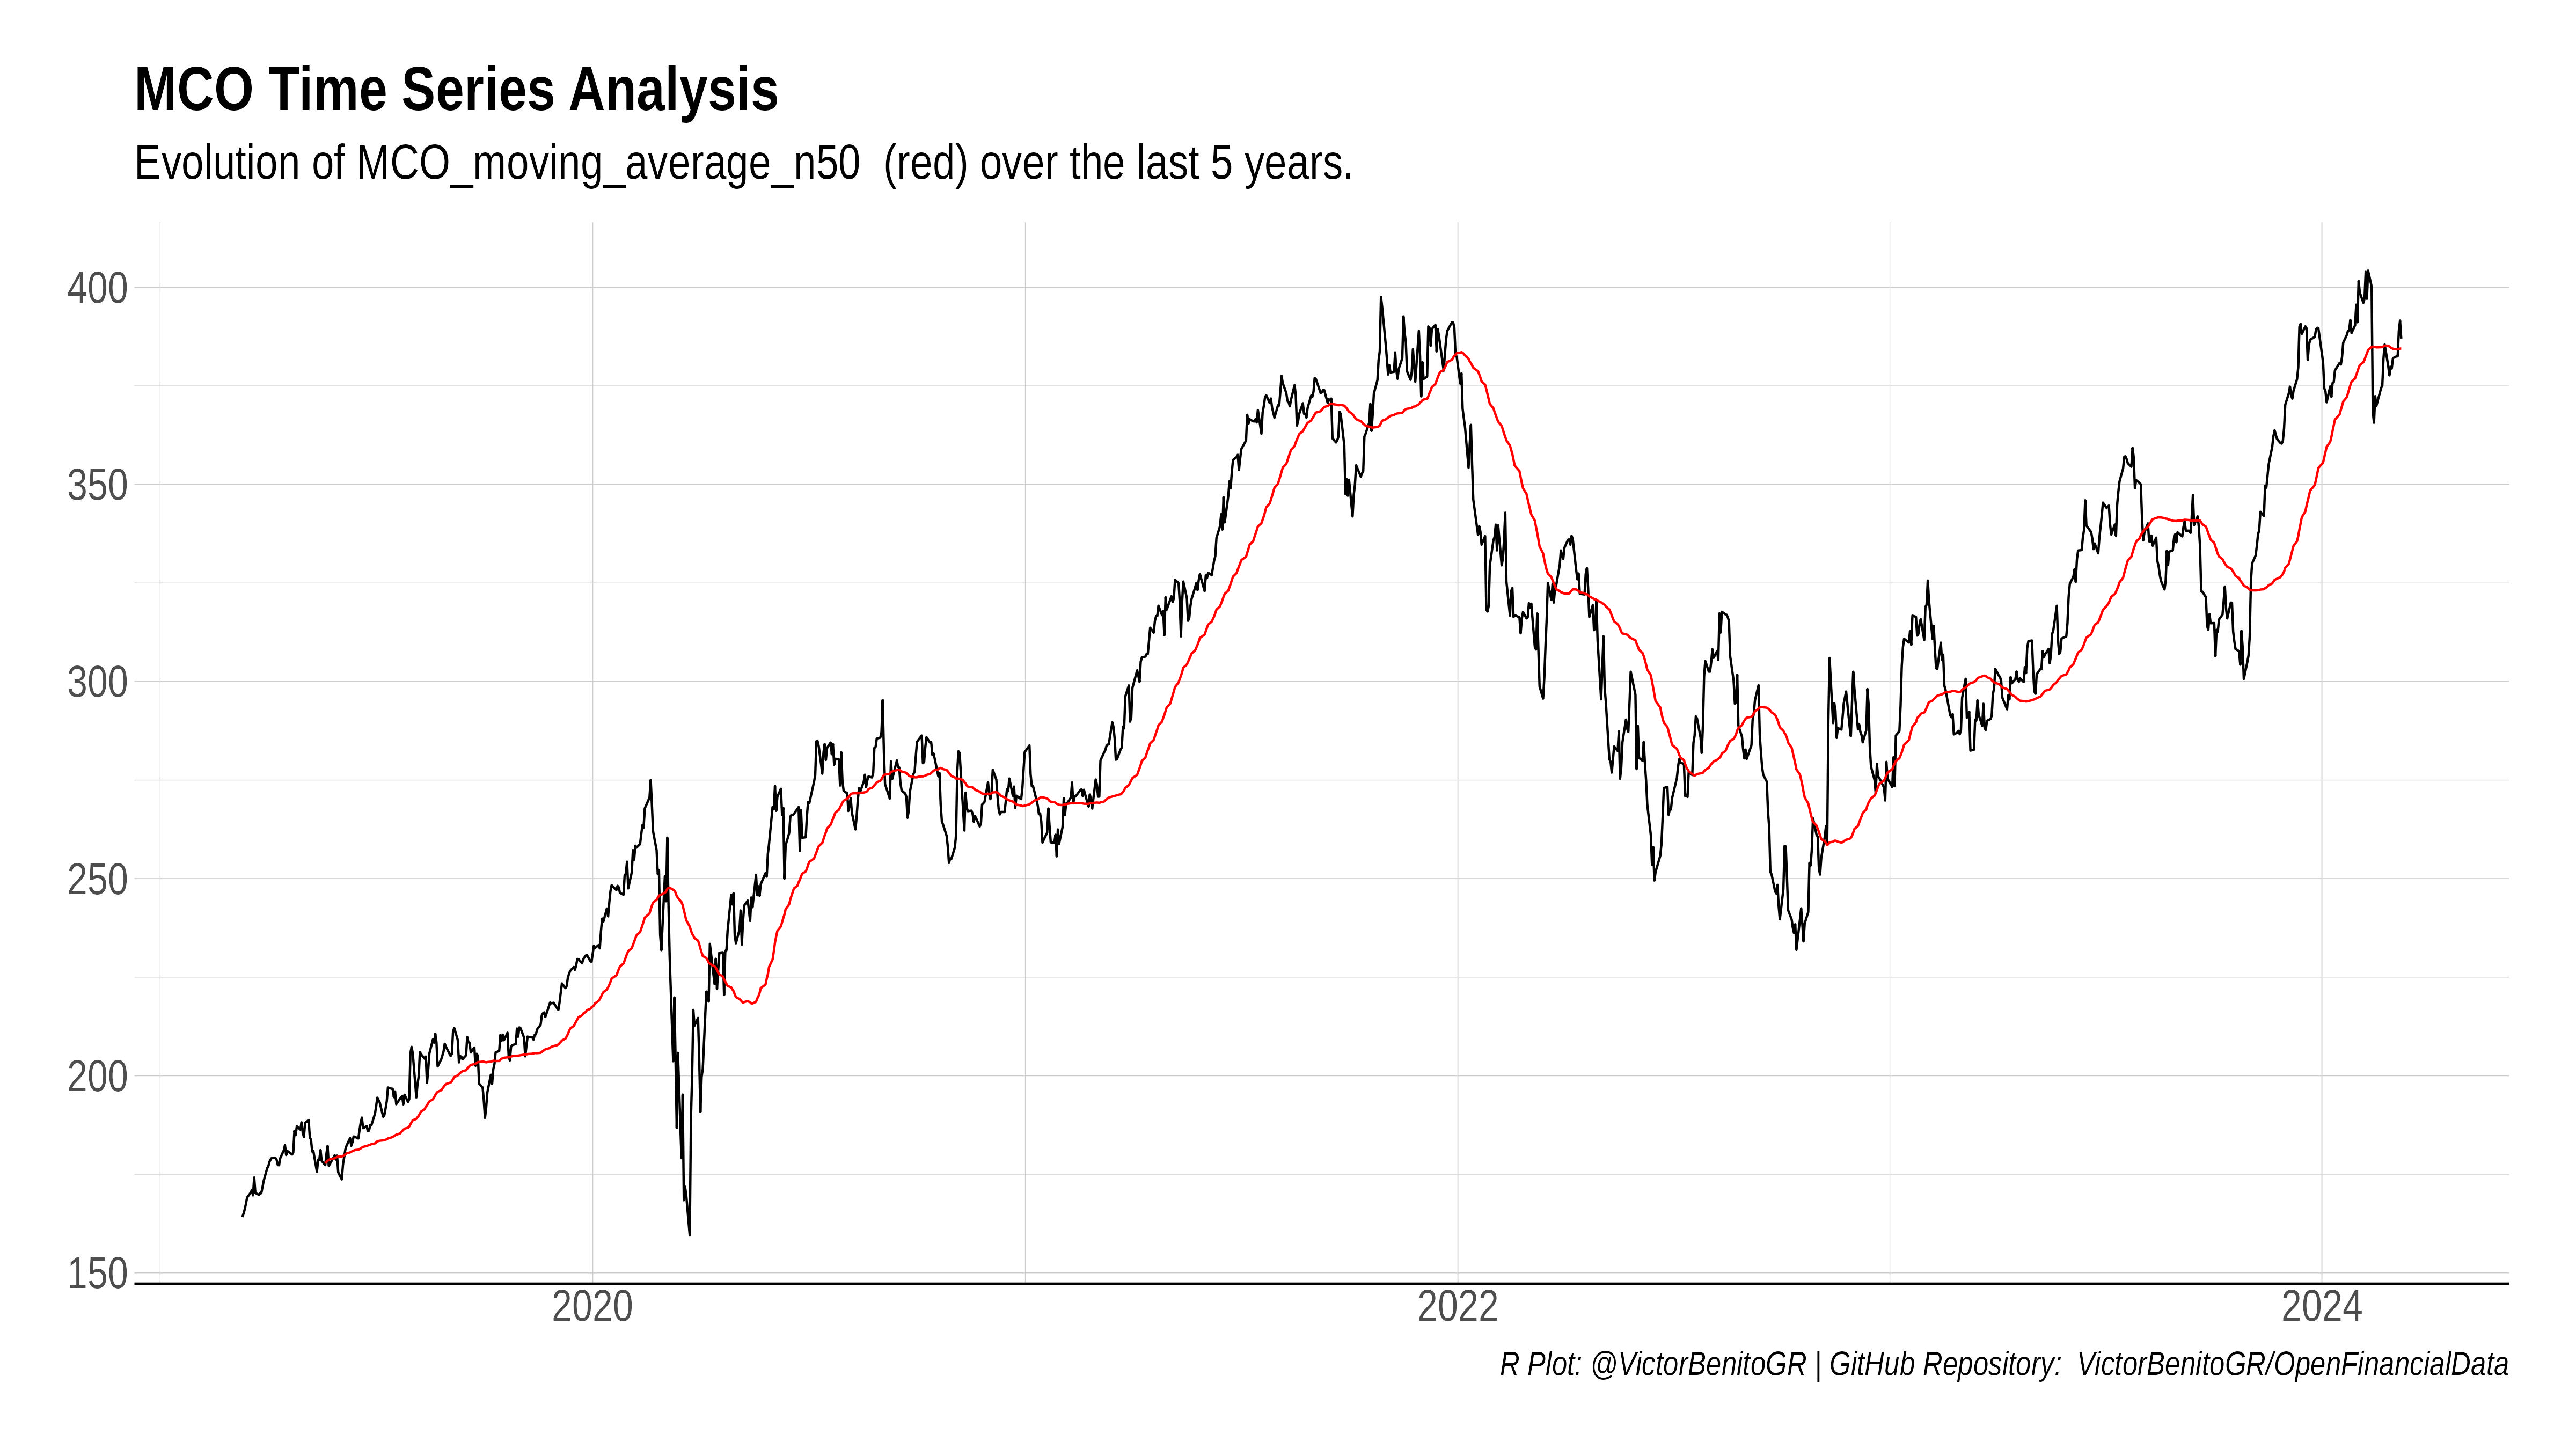 MCO Time Series Analysis
Evolution of MCO_moving_average_n50  (red) over the last 5 years.
400
350
300
250
200
150
2020 2022 2024
R Plot: @VictorBenitoGR | GitHub Repository:  VictorBenitoGR/OpenFinancialData